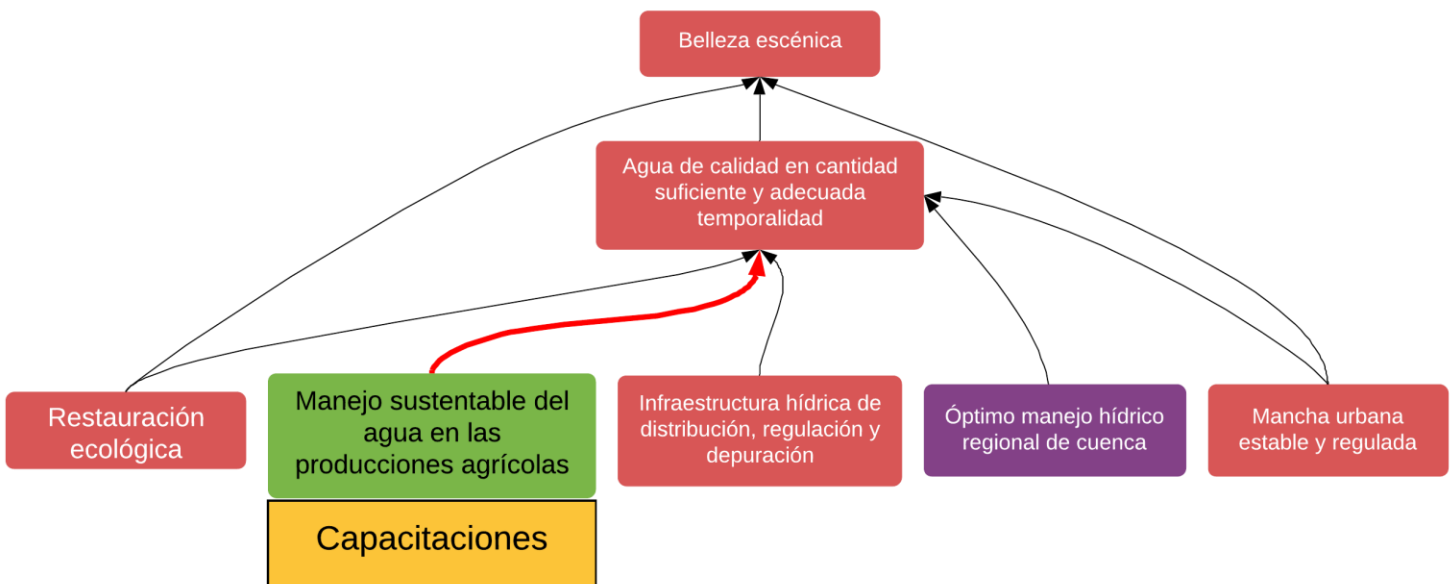 Belleza escénica
Agua de calidad en cantidad
suficiente y adecuada
temporalidad
Restauración
ecológica
Manejo sustentable del
agua en las
producciones agrícolas
Capacitaciones
Infraestructura hídrica de
distribución, regulación y
depuración
Óptimo manejo hídrico
regional de cuenca
Mancha urbana
estable y regulada